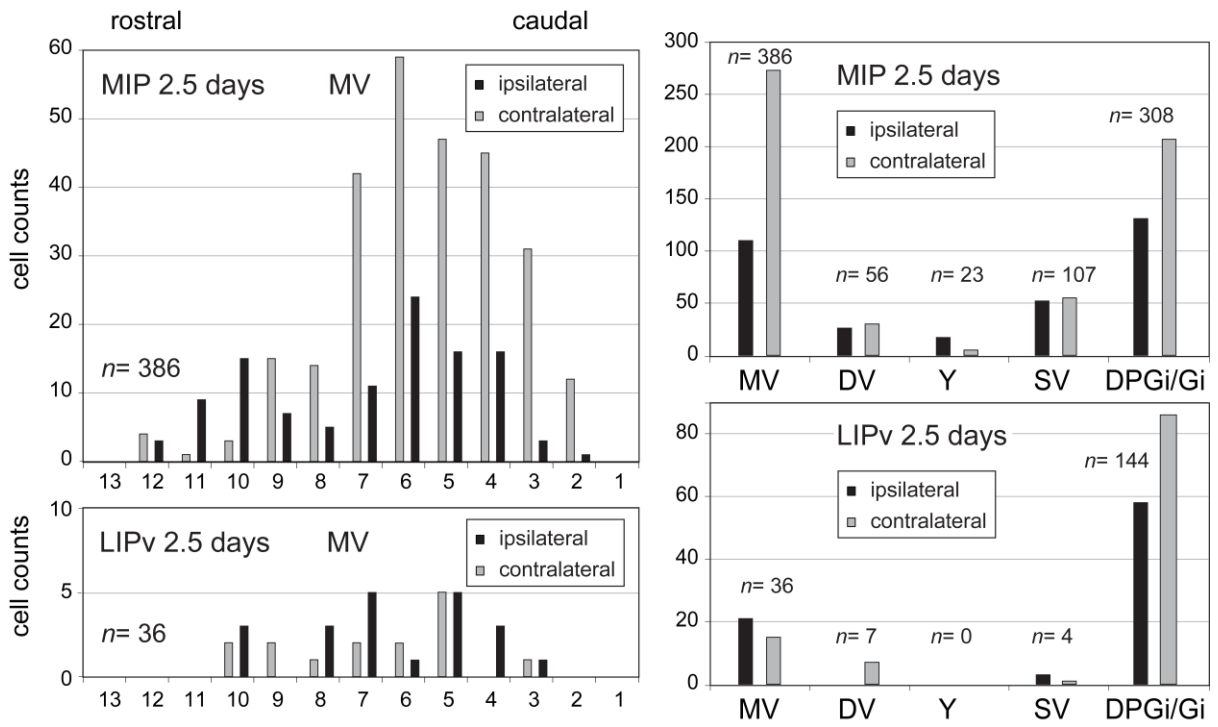 rostral caudal
60
MIP 2.5 days MV
ipsilateral
contralateral
50
40
30
20
n= 386
10
0
cell counts
13 12 11 10 9 8 7 6 5 4 3 2 1
10
LIPv 2.5 days MV
ipsilateral
contralateral
5
n= 36
0
cell counts
13 12 11 10 9 8 7 6 5 4 3 2 1
300
n= 386
MIP 2.5 days
250
ipsilateral
contralateral
n= 308
200
150
100
n= 56 n= 23 n= 107
50
0
MV DV Y SV DPGi/Gi
80
LIPv 2.5 days
ipsilateral
contralateral
n= 144
60
40
n= 36
20
n= 7 n= 0 n= 4
0
MV DV Y SV DPGi/Gi